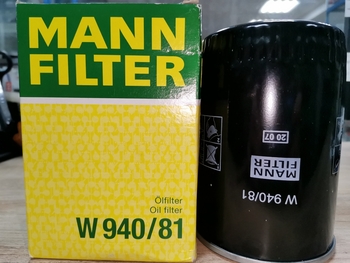 MANN
FILTER
Ölfilter
Oil filter
W 940/81
W 940/81
MANN
FILTER
20 07